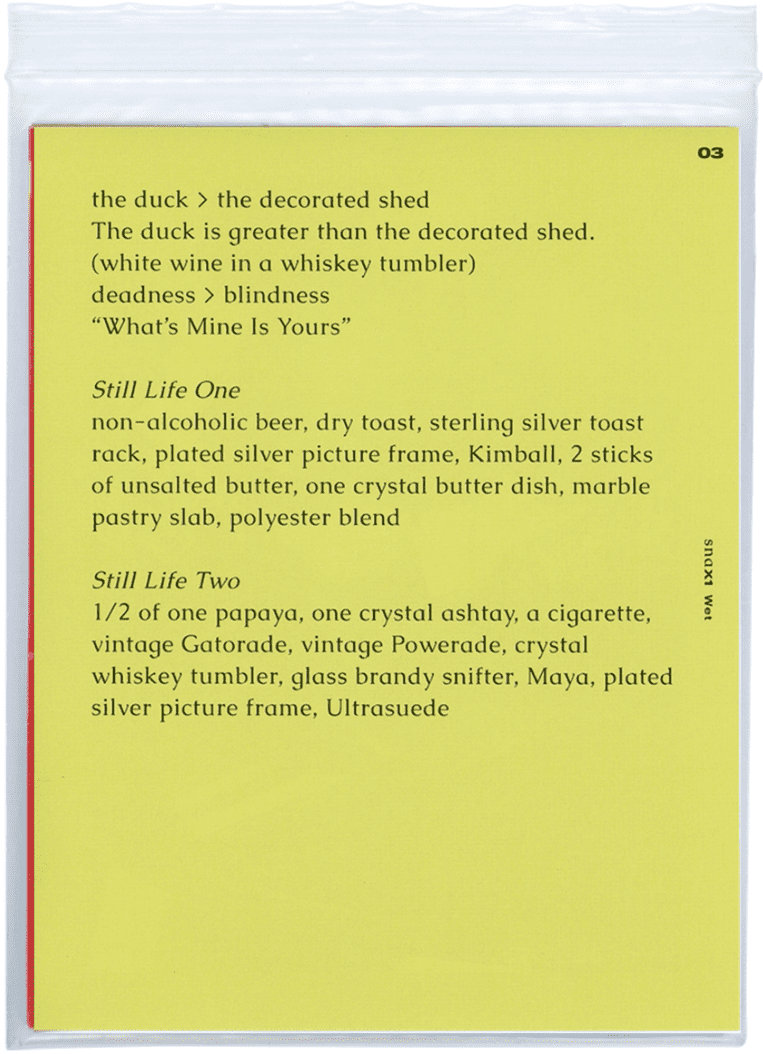 03
the duck > the decorated shed
The duck is greater than the decorated shed.
(white wine in a whiskey tumbler)
deadness > blindness
“What’s Mine Is Yours”
Still Life One
non-alcoholic beer, dry toast, sterling silver toast
rack, plated silver picture frame, Kimball, 2 sticks
of unsalted butter, one crystal butter dish, marble
pastry slab, polyester blend
snax1 wet
Still Life Two
1/2 of one papaya, one crystal ashtay, a cigarette,
vintage Gatorade, vintage Powerade, crystal
whiskey tumbler, glass brandy snifter, Maya, plated
silver picture frame, Ultrasuede